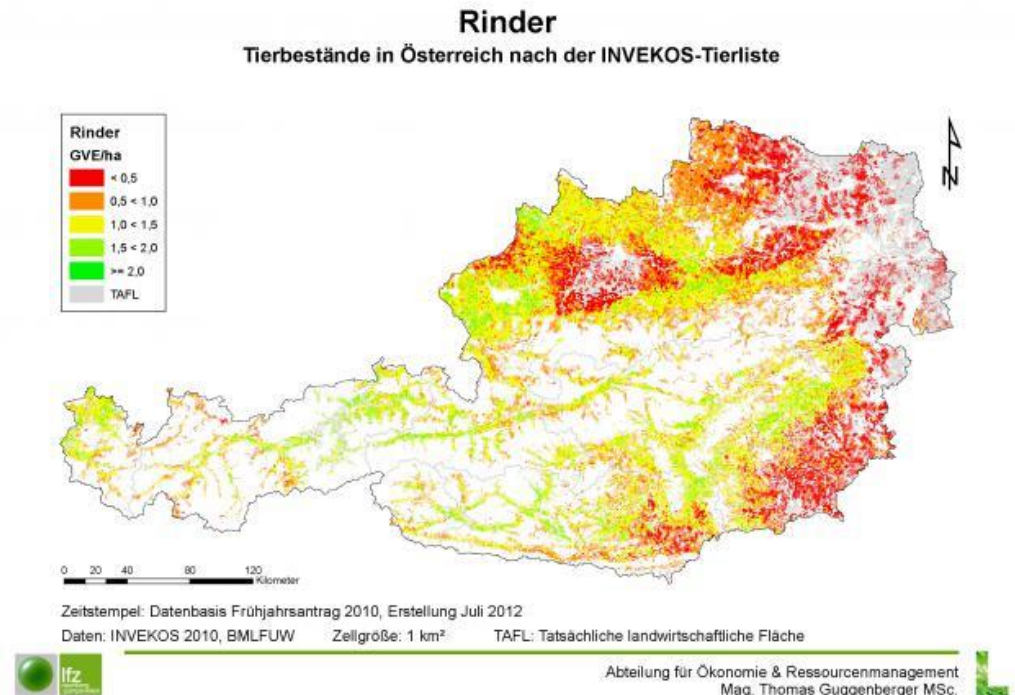 Rinder
Tierbestände in Österreich nach der INVEKOS-Tierliste
Rinder
GVE/ha
< 0,5
0,5 < 1,0
1,0 < 1,5
1,5 < 2,0
>= 2,0
TAFL
N
0 20 40 80 120
Kilometer
Zeitstempel: Datenbasis Frühjahrsantrag 2010, Erstellung Juli 2012
Daten: INVEKOS 2010, BMLFUW Zellgröße: 1 km² TAFL: Tatsächliche landwirtschaftliche Fläche
lfz
Abteilung für Ökonomie & Ressourcenmanagement
Mag. Thomas Guggenberger MSc.